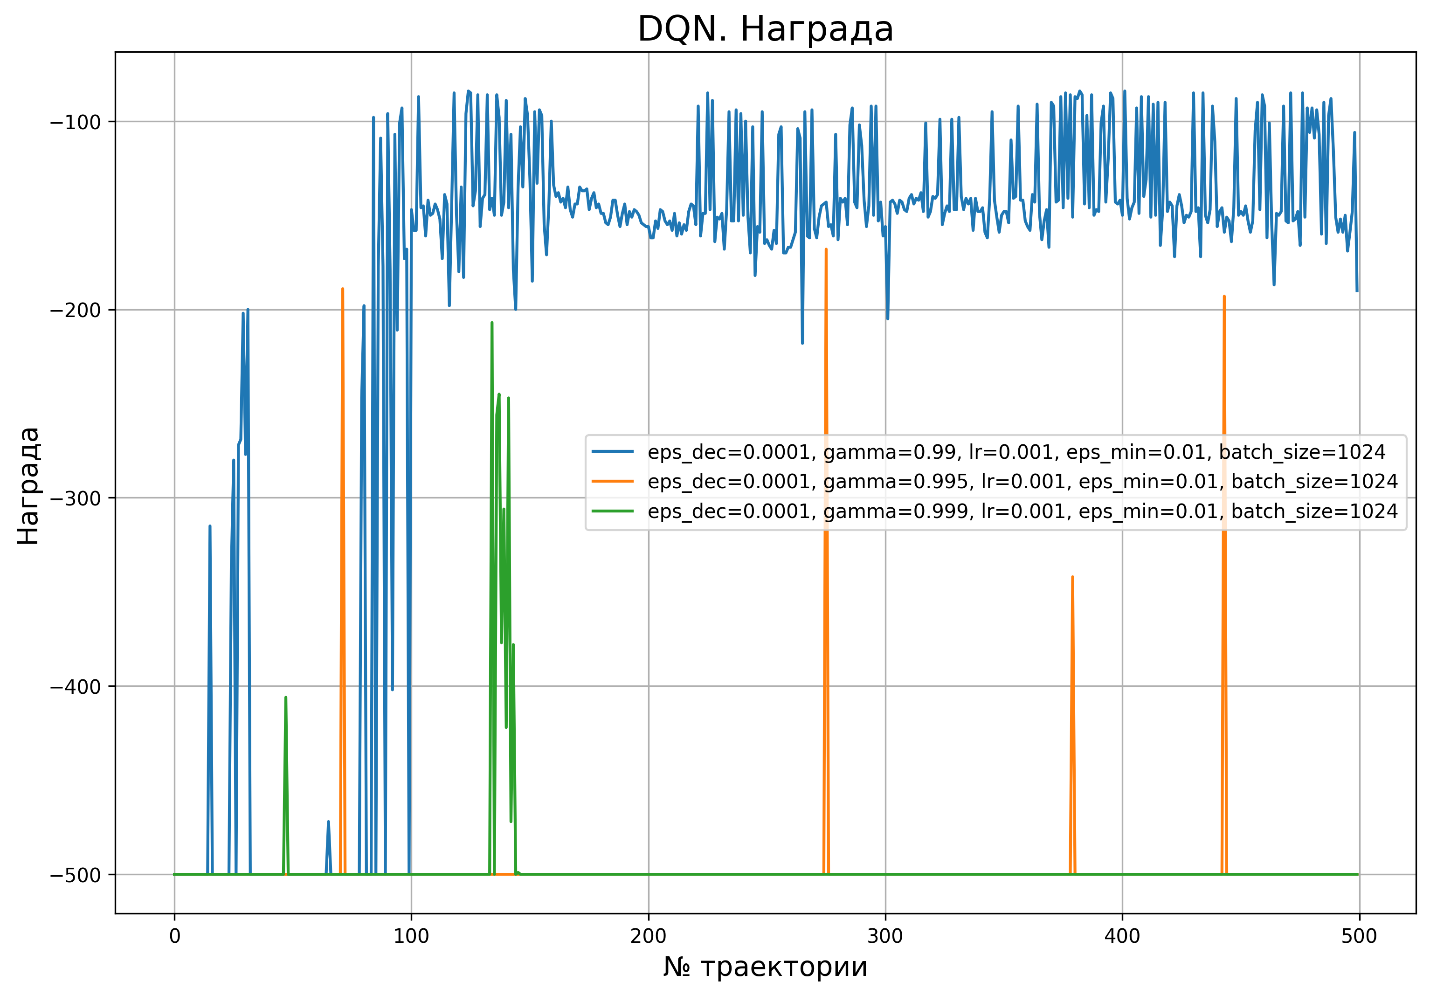 DQN. Награда
Награда
−100
−200
−300
−400
−500
eps_dec=0.0001, gamma=0.99, lr=0.001, eps_min=0.01, batch_size=1024
eps_dec=0.0001, gamma=0.995, lr=0.001, eps_min=0.01, batch_size=1024
eps_dec=0.0001, gamma=0.999, lr=0.001, eps_min=0.01, batch_size=1024
0 100 200 300 400 500
№ траектории